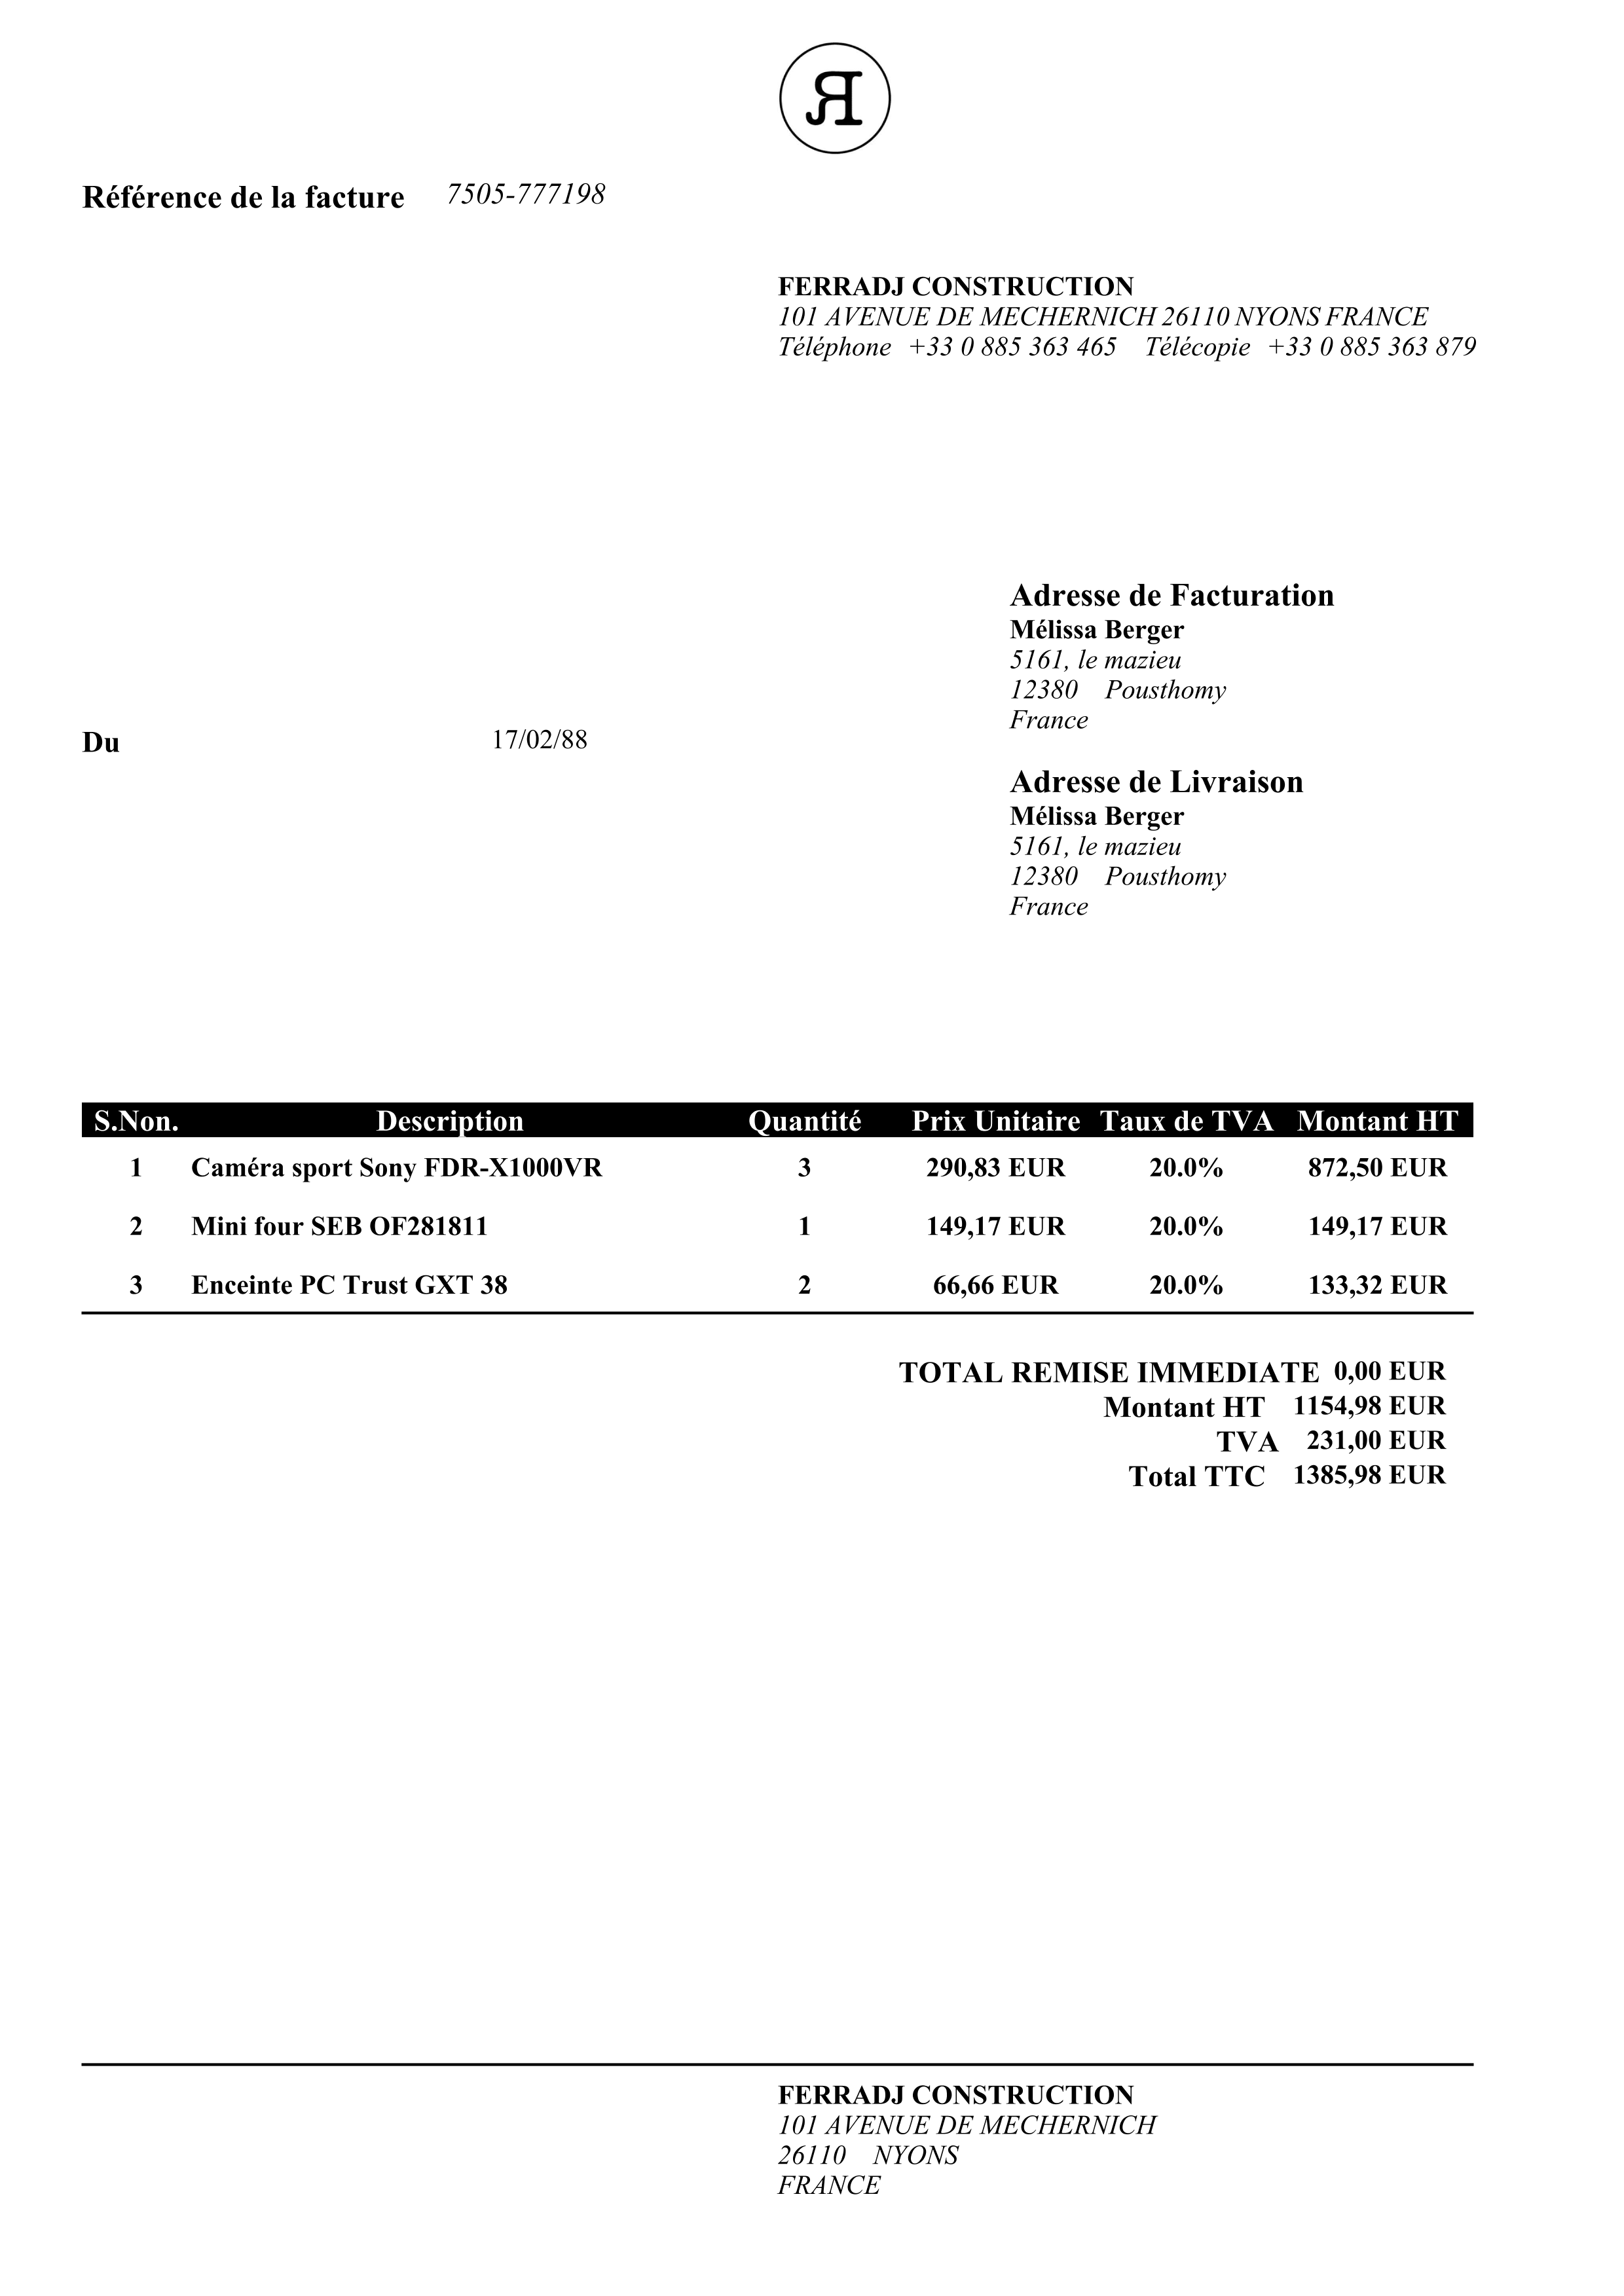 Référence de la facture 7505-777198
FERRADJ CONSTRUCTION
101 AVENUE DE MECHERNICH 26110 NYONS FRANCE
Téléphone +33 0 885 363 465 Télécopie +33 0 885 363 879
Adresse de Facturation
Mélissa Berger
5161, le mazieu
12380 Pousthomy
France
Du 17/02/88
Adresse de Livraison
Mélissa Berger
5161, le mazieu
12380 Pousthomy
France
S.Non. Description Quantité Prix Unitaire Taux de TVA Montant HT
1 Caméra sport Sony FDR-X1000VR 3 290,83 EUR 20.0% 872,50 EUR
2 Mini four SEB OF281811 1 149,17 EUR 20.0% 149,17 EUR
3 Enceinte PC Trust GXT 38 2 66,66 EUR 20.0% 133,32 EUR
TOTAL REMISE IMMEDIATE 0,00 EUR
Montant HT 1154,98 EUR
TVA 231,00 EUR
Total TTC 1385,98 EUR
FERRADJ CONSTRUCTION
101 AVENUE DE MECHERNICH
26110 NYONS
FRANCE